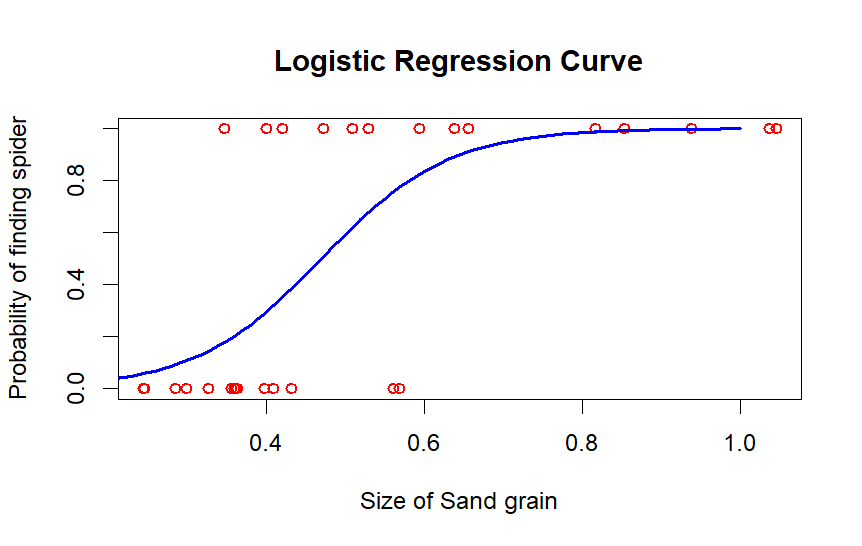 Logistic Regression Curve
Probability of finding spider
0.8
0.4
0.0
0.4 0.6 0.8 1.0
Size of Sand grain